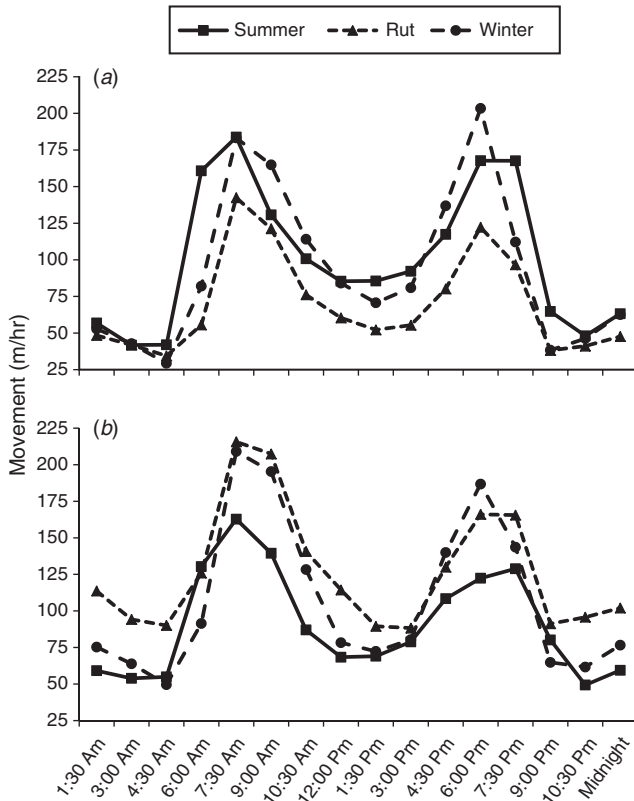 Summer Rut Winter
(a)
225
200
175
150
125
100
75
50
25
Movement (m/hr)
(b)
225
200
175
150
125
100
75
50
25
1:30 Am
3:00 Am
4:30 Am
6:00 Am
7:30 Am
9:00 Am
10:30 Am
12:00 Pm
1:30 Pm
3:00 Pm
4:30 Pm
6:00 Pm
7:30 Pm
9:00 Pm
10:30 Pm
Midnight